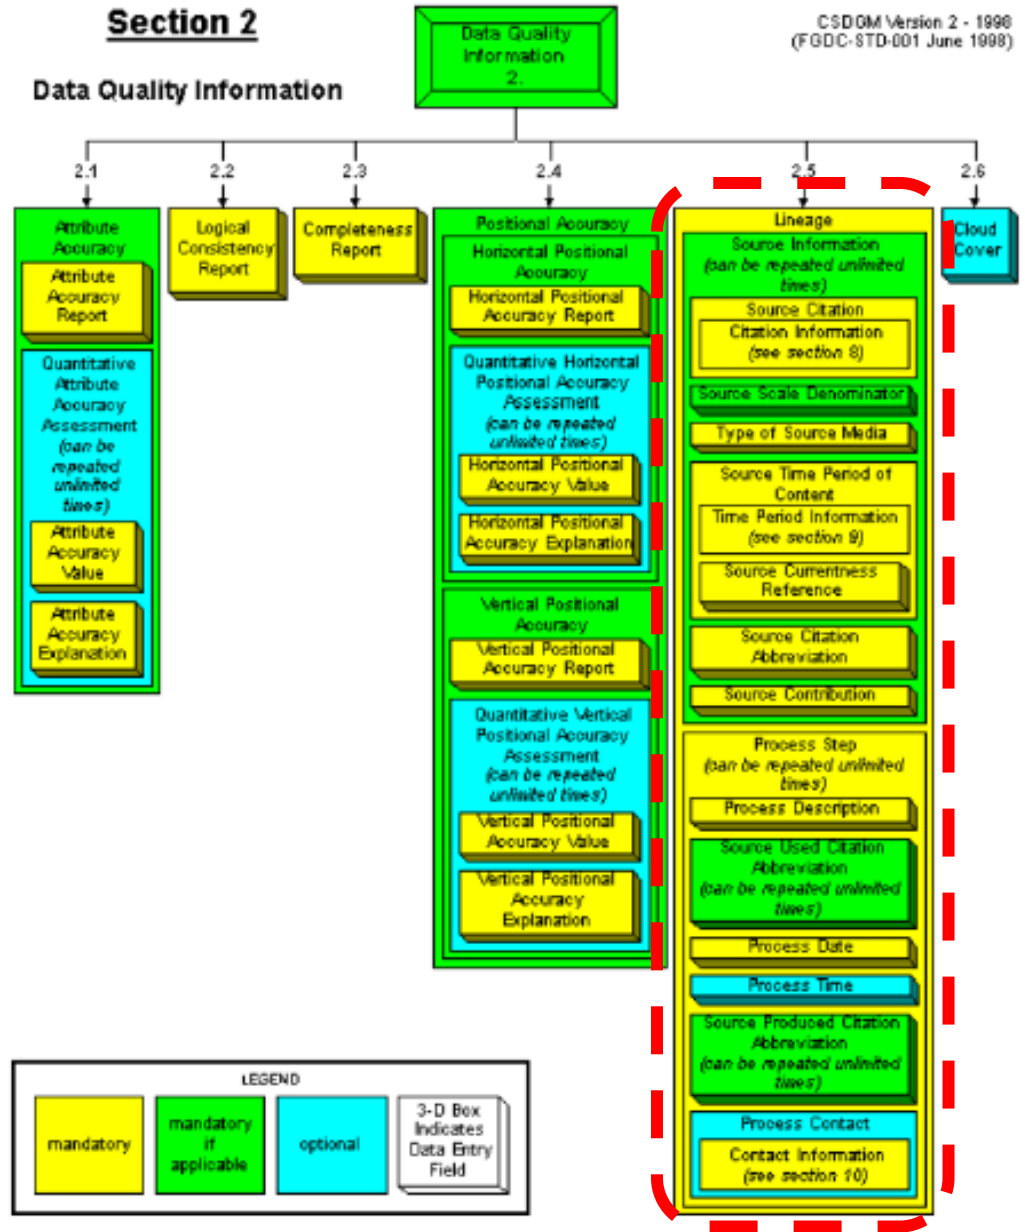 Section 2
CSDGM Version 2 - 1998
(FGDC-STD-001 June 1998)
Data Quality Information
Data Quality
Information
2.
2.1
2.2
2.3
2.4
2.5
2.6
Attribute
Accuracy
Attribute
Accuracy
Report
Quantitative
Attribute
Accuracy
Assessment
(can be
repeated
unlimited
times)
Attribute
Accuracy
Value
Attribute
Accuracy
Explanation
Logical
Consistency
Report
Completeness
Report
Positional Accuracy
Horizontal Positional
Accuracy
Horizontal Positional
Accuracy Report
Quantitative Horizontal
Positional Accuracy
Assessment
(can be repeated
unlimited times)
Horizontal Positional
Accuracy Value
Horizontal Positional
Accuracy Explanation
Vertical Positional
Accuracy
Vertical Positional
Accuracy Report
Quantitative Vertical
Positional Accuracy
Assessment
(can be repeated
unlimited times)
Vertical Positional
Accuracy Value
Vertical Positional
Accuracy
Explanation
Lineage
Source Information
(can be repeated unlimited
times)
Source Citation
Citation Information
(see section 8)
Source Scale Denominator
Type of Source Media
Source Time Period of
Content
Time Period Information
(see section 9)
Source Currentness
Reference
Source Citation
Abbreviation
Source Contribution
Process Step
(can be repeated unlimited
times)
Process Description
Source Used Citation
Abbreviation
(can be repeated unlimited
times)
Process Date
Process Time
Source Produced Citation
Abbreviation
(can be repeated unlimited
times)
Process Contact
Contact Information
(see section 10)
Cloud
Cover
LEGEND
mandatory
mandatory
if
applicable
optional
3-D Box
Indicates
Data Entry
Field